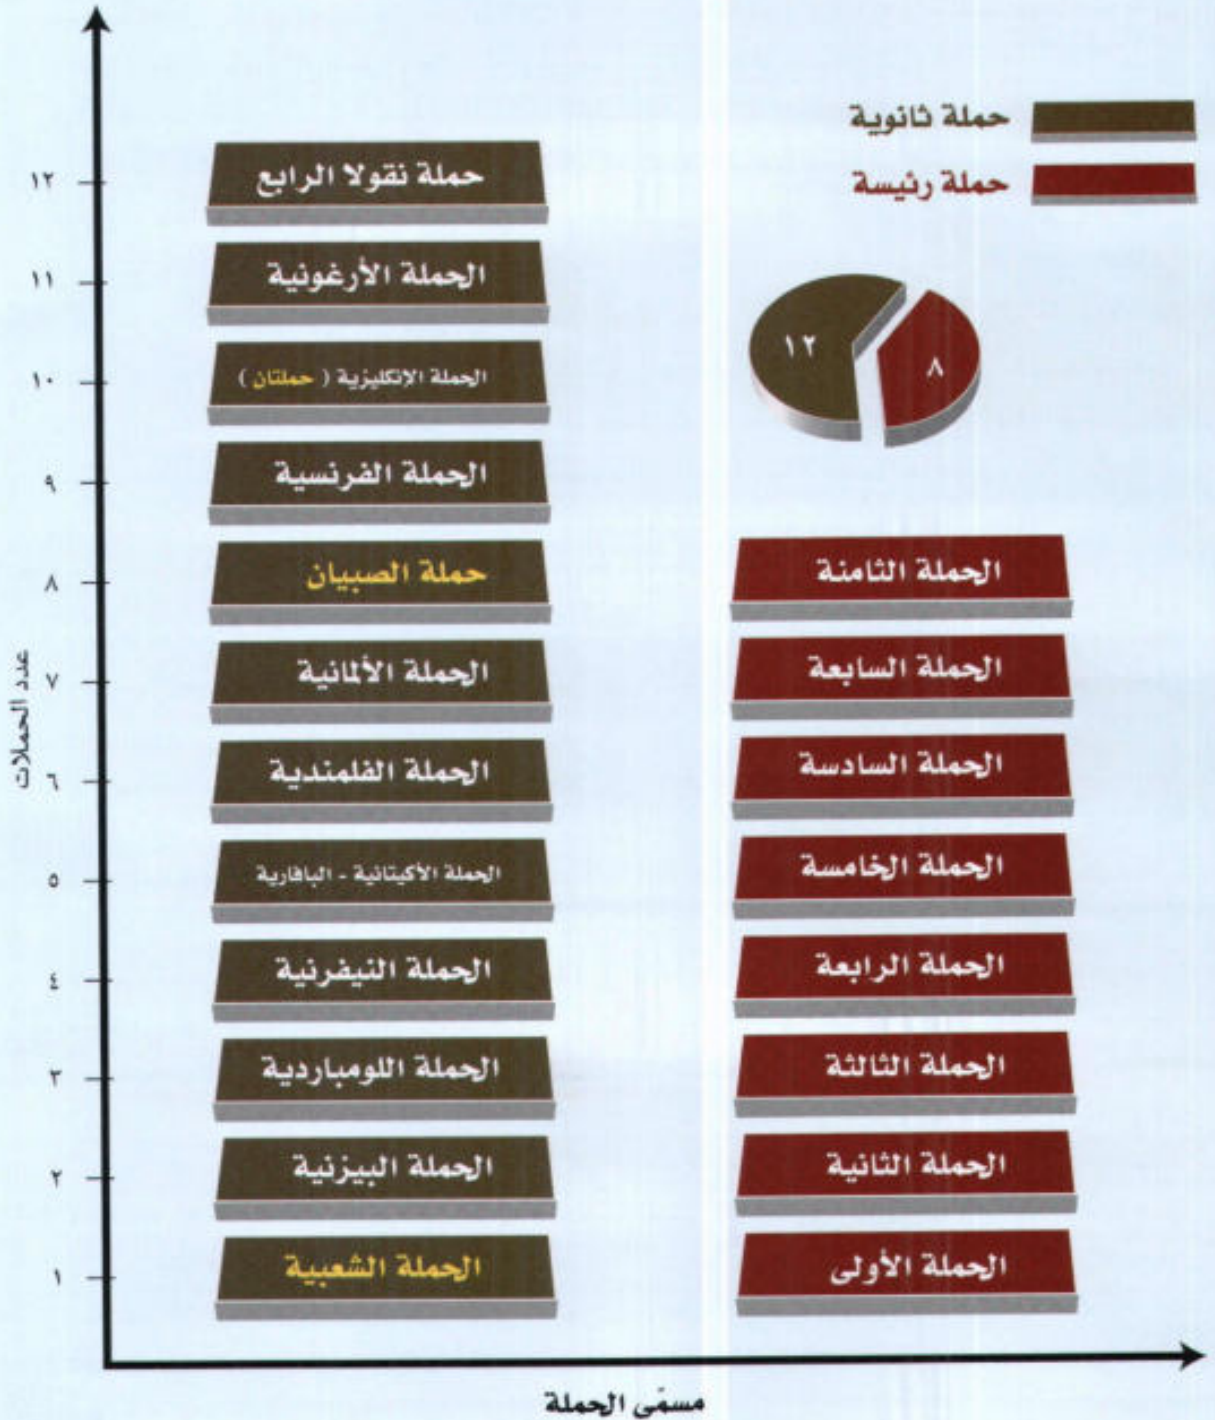 حملة ثانوية
حملة رئيسة
١٢
٨
عدد الحملات
١٢
١١
١٠
٩
٨
٧
٦
٥
٤
٣
٢
١
الحملة الثامنة
الحملة السابعة
الحملة السادسة
الحملة الخامسة
الحملة الرابعة
الحملة الثالثة
الحملة الثانية
الحملة الأولى
حملة نقولا الرابع
الحملة الأرغونية
الحملة الإنكليزية ( حملتان )
الحملة الفرنسية
حملة الصبيان
الحملة الألمانية
الحملة الفلمندية
الحملة الأكيتانية - البافارية
الحملة النيفرنية
الحملة اللومباردية
الحملة البيزنية
الحملة الشعبية
مسمّى الحملة